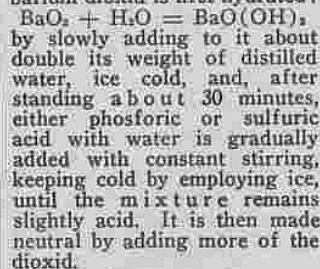 BaO₂ + H₂O = BaO(OH)₂
by slowly adding to it about
double its weight of distilled
water, ice cold, and, after
standing about 30 minutes,
either phosforic or sulfuric
acid with water is gradually
added with constant stirring,
keeping cold by employing ice,
until the mixture remains
slightly acid. It is then made
neutral by adding more of the
dioxid.